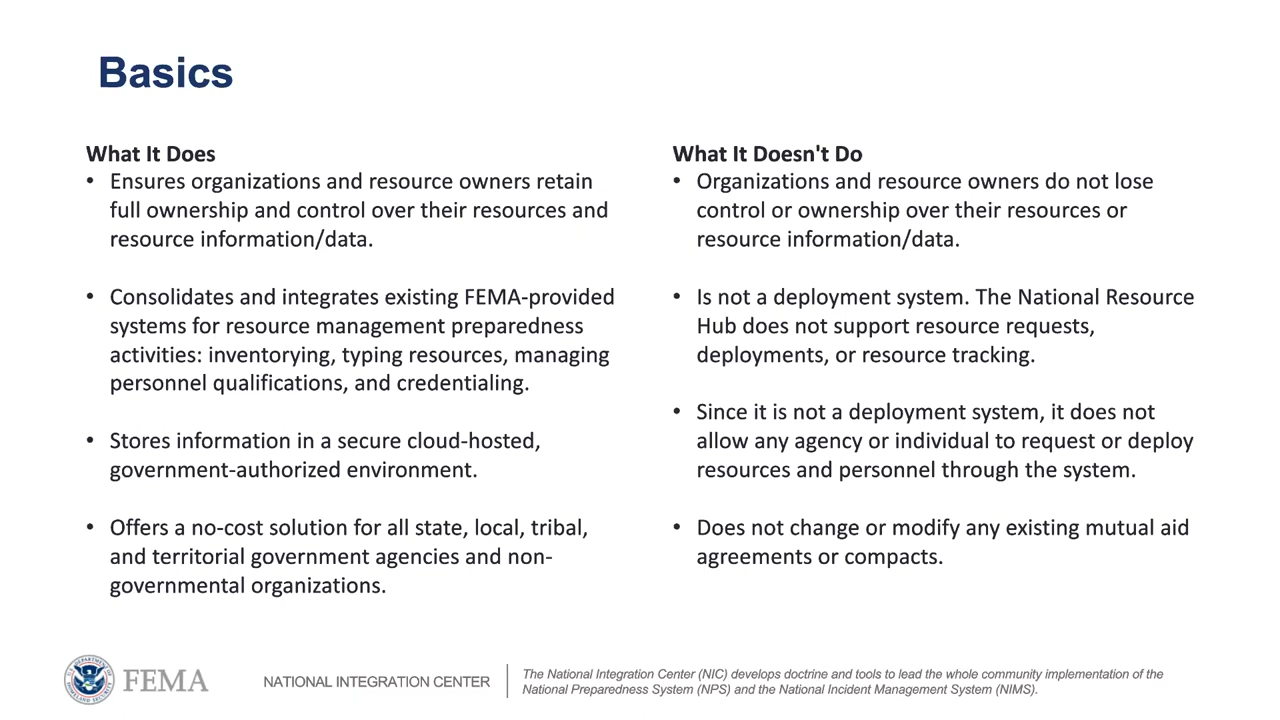 Basics
What It Does
• Ensures organizations and resource owners retain
full ownership and control over their resources and
resource information/data.
• Consolidates and integrates existing FEMA-provided
systems for resource management preparedness
activities: inventorying, typing resources, managing
personnel qualifications, and credentialing.
• Stores information in a secure cloud-hosted,
government-authorized environment.
• Offers a no-cost solution for all state, local, tribal,
and territorial government agencies and non-
governmental organizations.
What It Doesn't Do
• Organizations and resource owners do not lose
control or ownership over their resources or
resource information/data.
• Is not a deployment system. The National Resource
Hub does not support resource requests,
deployments, or resource tracking.
• Since it is not a deployment system, it does not
allow any agency or individual to request or deploy
resources and personnel through the system.
• Does not change or modify any existing mutual aid
agreements or compacts.
FEMA
NATIONAL INTEGRATION CENTER
The National Integration Center (NIC) develops doctrine and tools to lead the whole community implementation of the
National Preparedness System (NPS) and the National Incident Management System (NIMS).